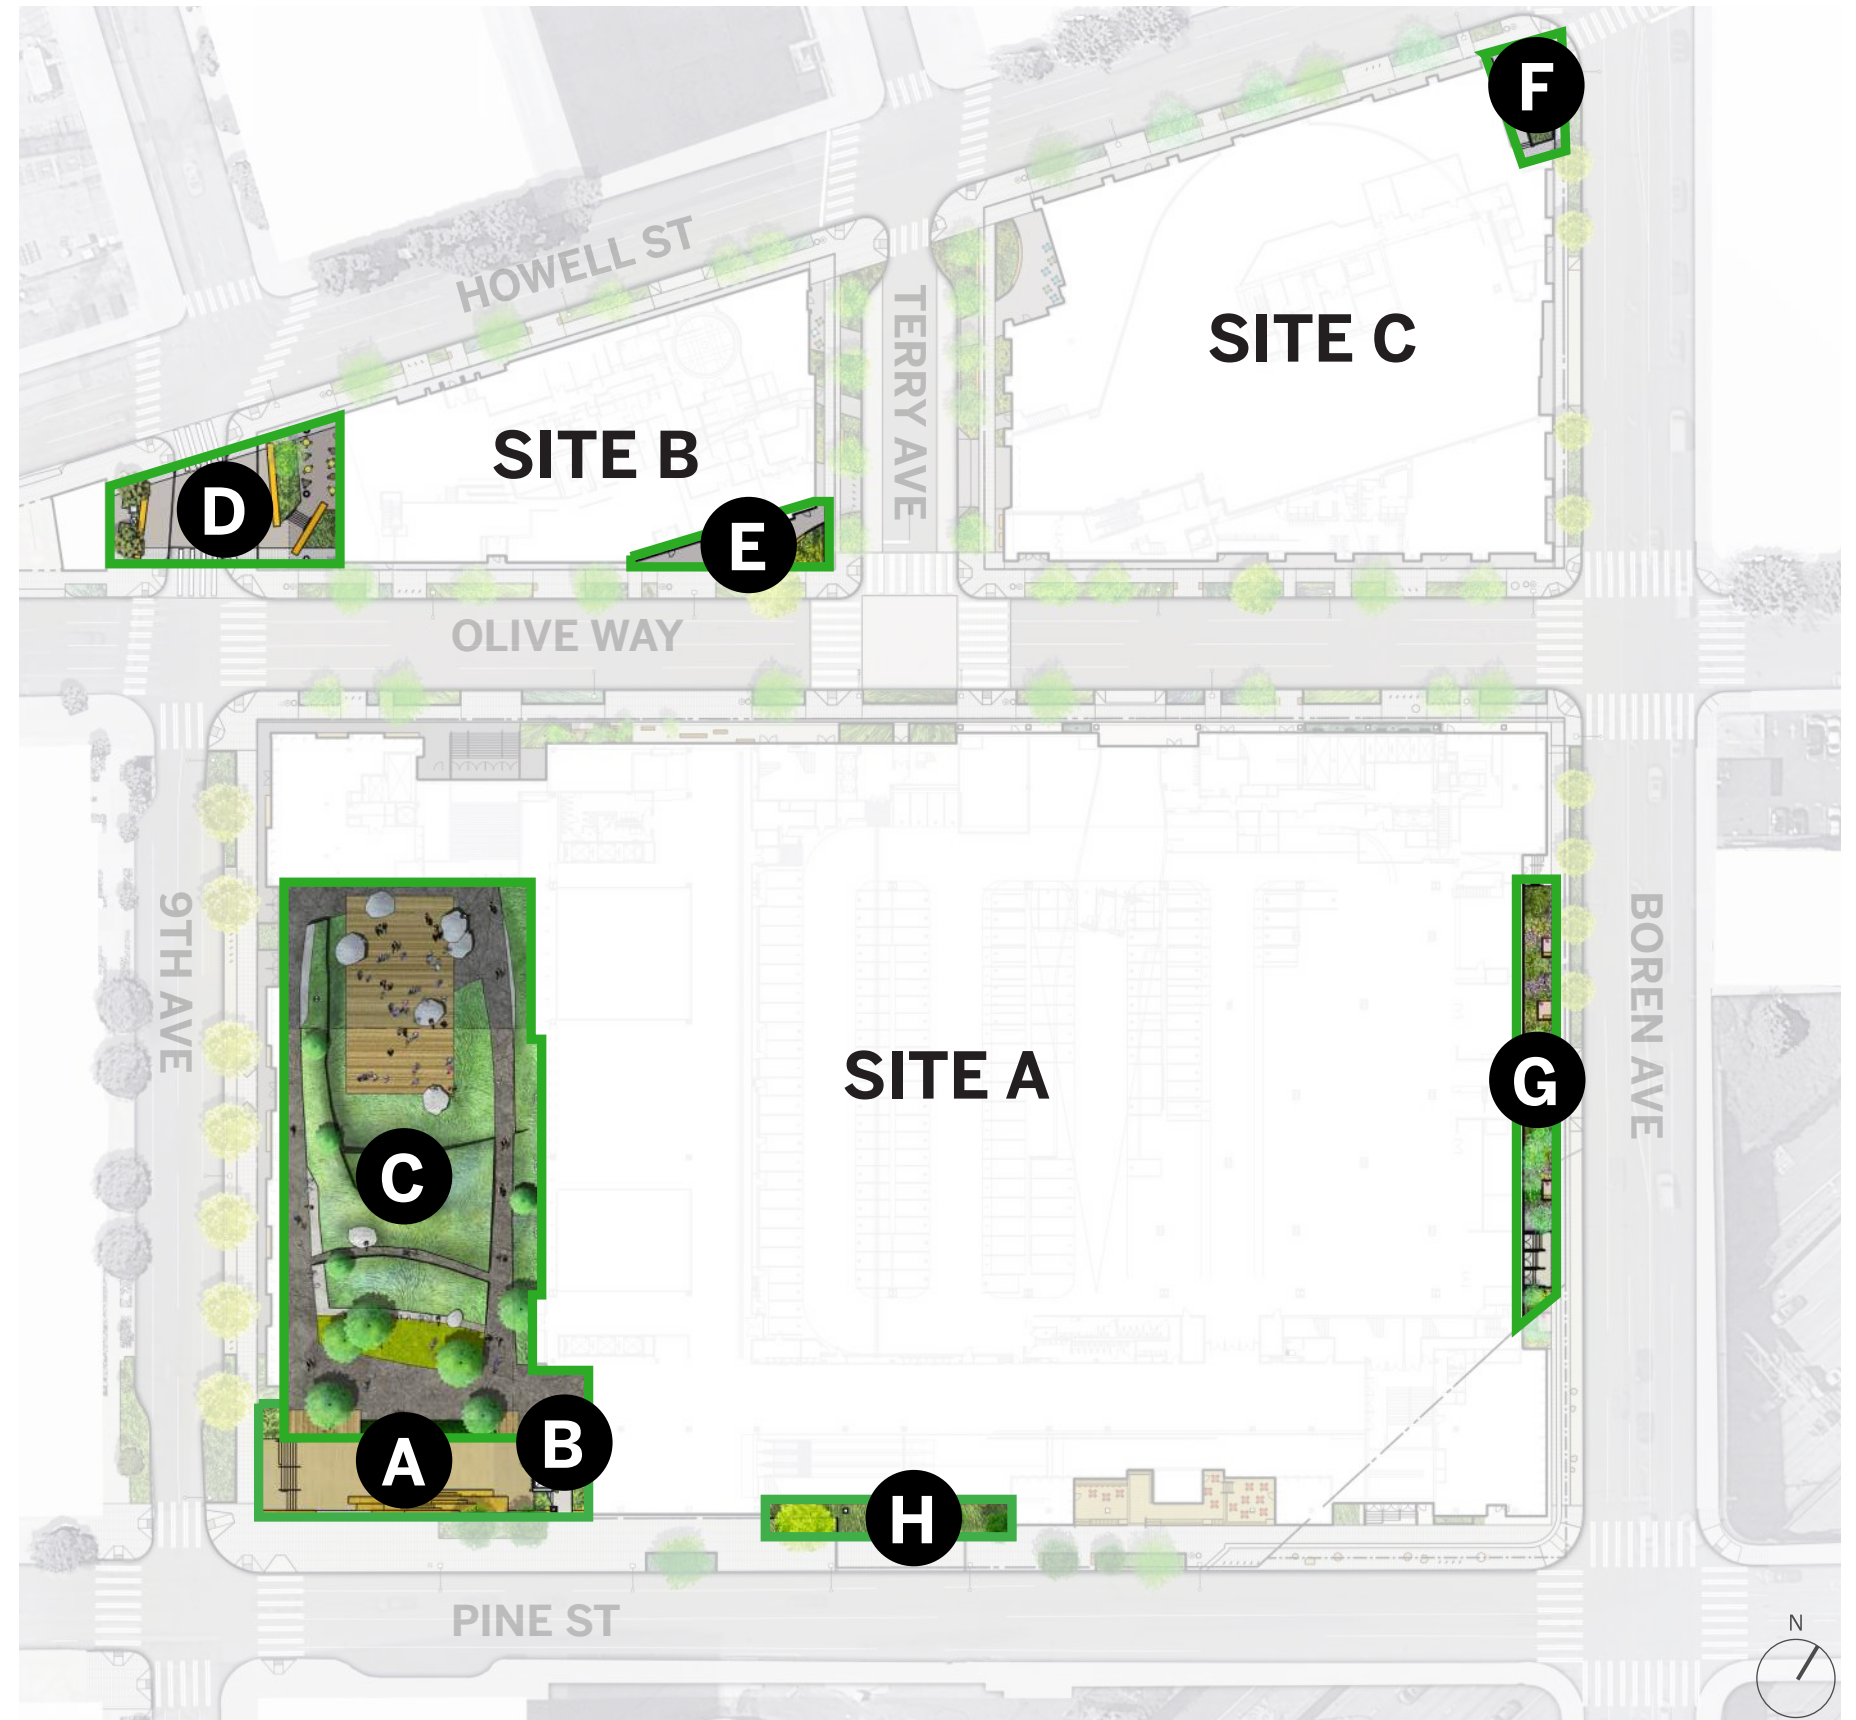 F
HOWELL ST
TERRY AVE
SITE C
SITE B
D
E
OLIVE WAY
9TH AVE
BOREN AVE
SITE A
G
C
B
A
H
PINE ST
N